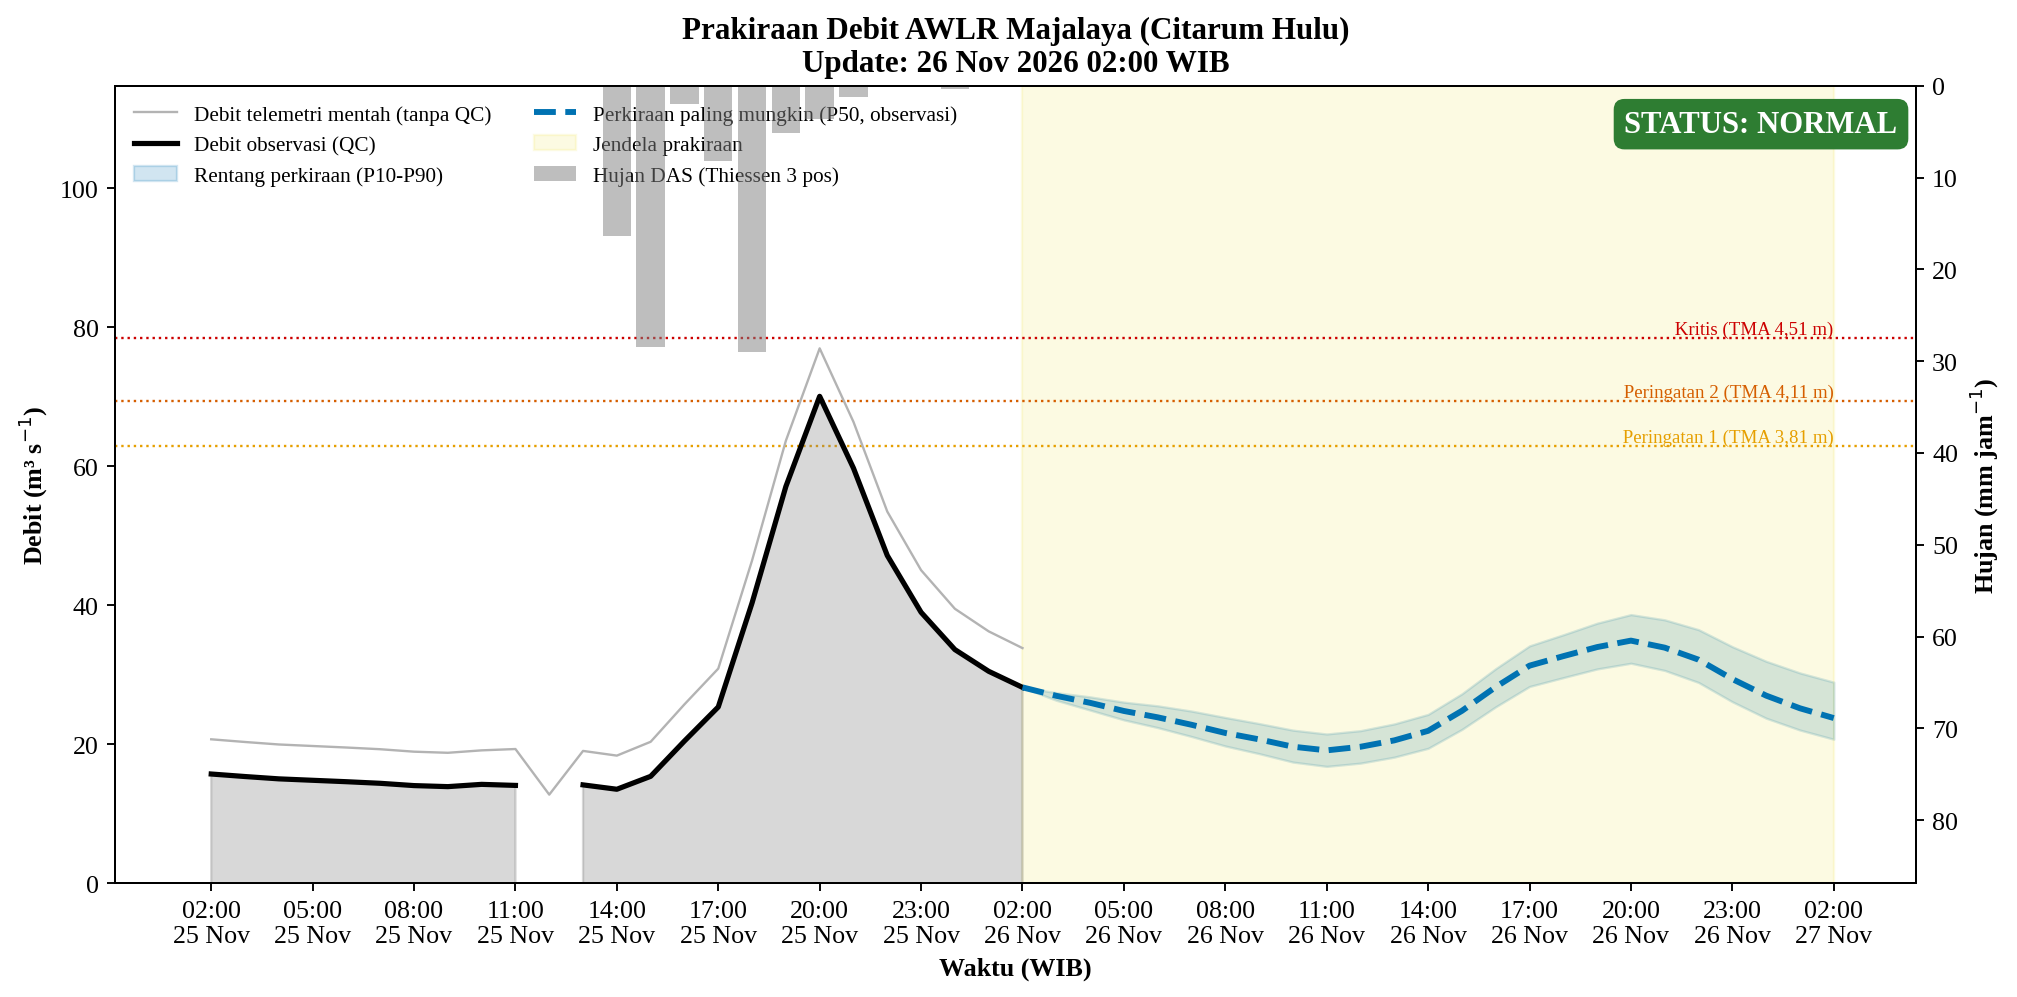 Prakiraan Debit AWLR Majalaya (Citarum Hulu)
Update: 26 Nov 2026 02:00 WIB
Debit telemetri mentah (tanpa QC)
Debit observasi (QC)
Rentang perkiraan (P10-P90)
Perkiraan paling mungkin (P50, observasi)
Jendela prakiraan
Hujan DAS (Thiessen 3 pos)
STATUS: NORMAL
Kritis (TMA 4,51 m)
Peringatan 2 (TMA 4,11 m)
Peringatan 1 (TMA 3,81 m)
Debit (m³ s⁻¹)
100
80
60
40
20
0
Hujan (mm jam⁻¹)
0
10
20
30
40
50
60
70
80
02:00 05:00 08:00 11:00 14:00 17:00 20:00 23:00 02:00 05:00 08:00 11:00 14:00 17:00 20:00 23:00 02:00
25 Nov 25 Nov 25 Nov 25 Nov 25 Nov 25 Nov 25 Nov 25 Nov 26 Nov 26 Nov 26 Nov 26 Nov 26 Nov 26 Nov 26 Nov 26 Nov 27 Nov
Waktu (WIB)